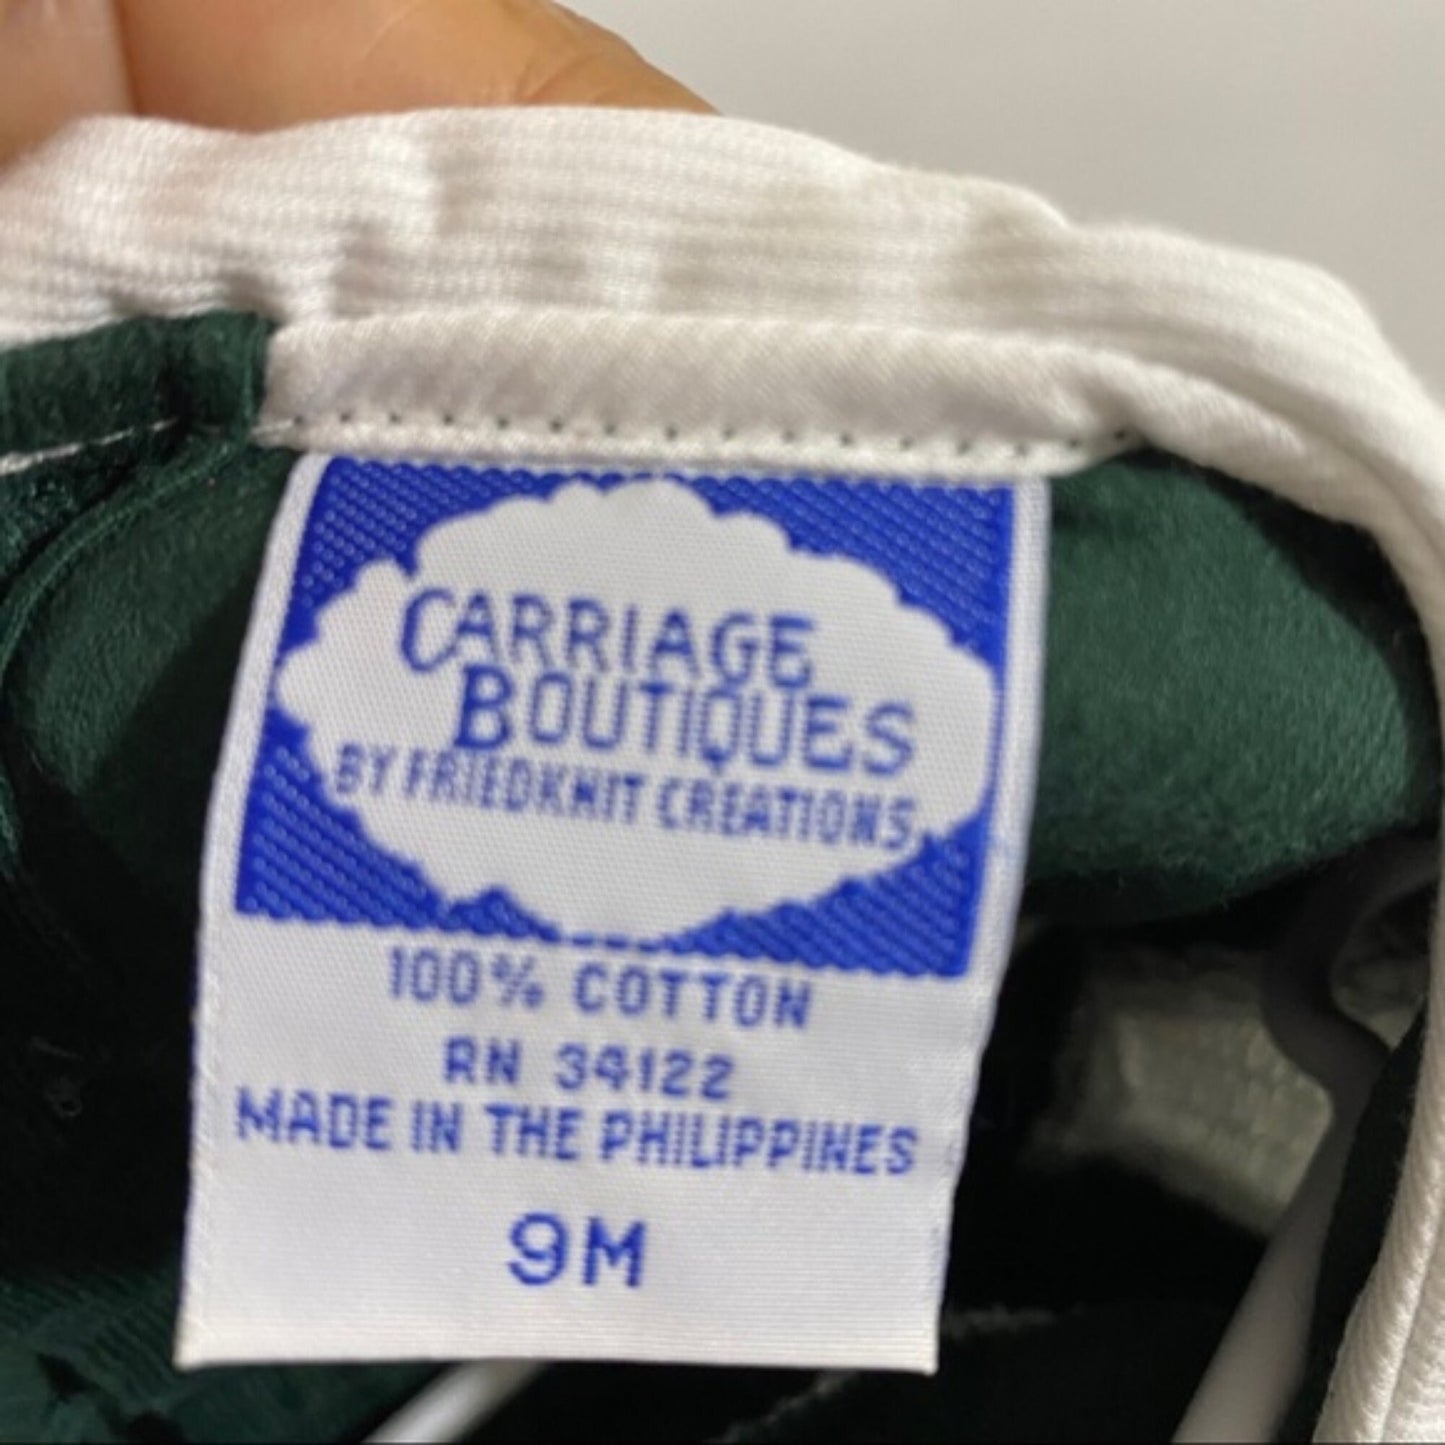 CARRIAGE
BOUTIQUES
BY FRIEDKNIT CREATIONS
100% COTTON
RN 34122
MADE IN THE PHILIPPINES
9M